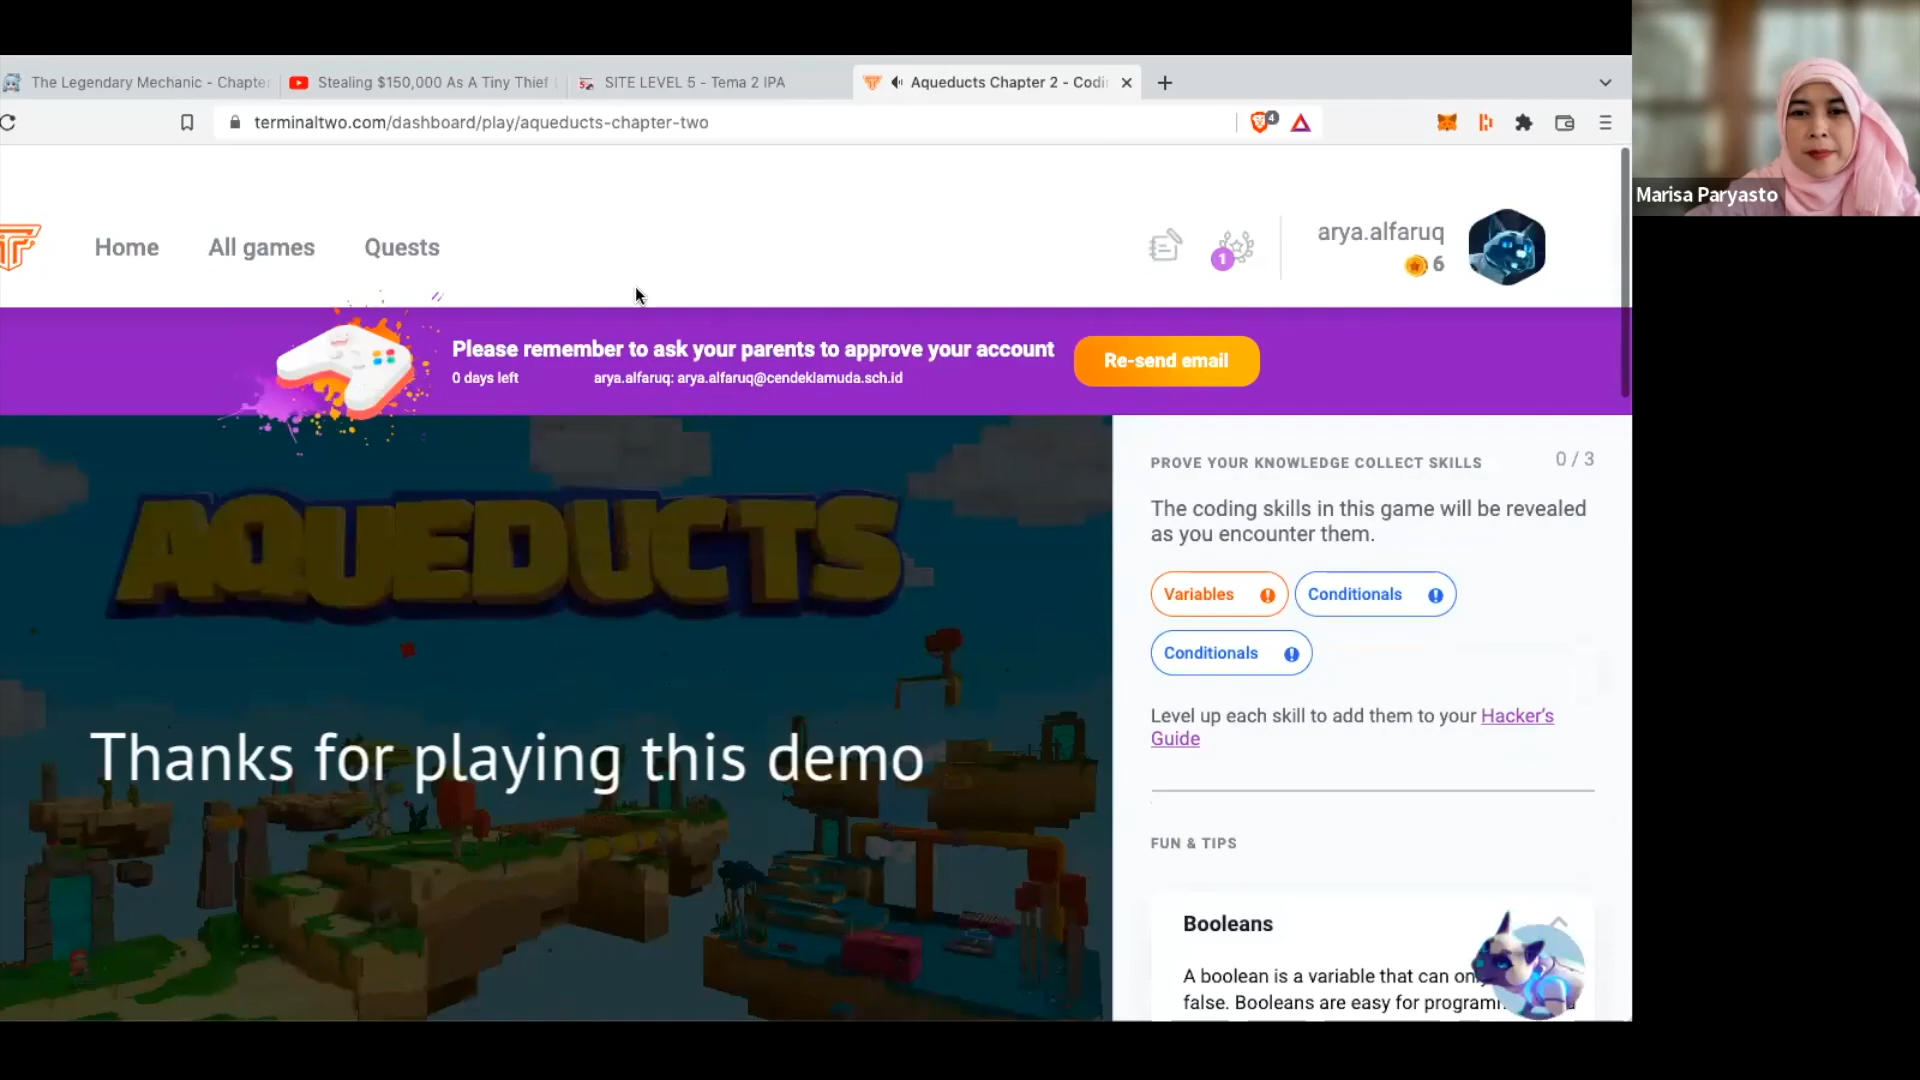 The Legendary Mechanic - Chapter
Stealing $150,000 As A Tiny Thief
SITE LEVEL 5 - Tema 2 IPA
Aqueducts Chapter 2 - Codi
terminaltwo.com/dashboard/play/aqueducts-chapter-two
4
Marisa Paryasto
Home
All games
Quests
1
arya.alfaruq
6
Please remember to ask your parents to approve your account
0 days left
arya.alfaruq: arya.alfaruq@cendekiamuda.sch.id
Re-send email
AQUEDUCTS
Thanks for playing this demo
PROVE YOUR KNOWLEDGE COLLECT SKILLS
0 / 3
The coding skills in this game will be revealed
as you encounter them.
Variables
Conditionals
Conditionals
Level up each skill to add them to your Hacker's
Guide
FUN & TIPS
Booleans
A boolean is a variable that can
false. Booleans are easy for